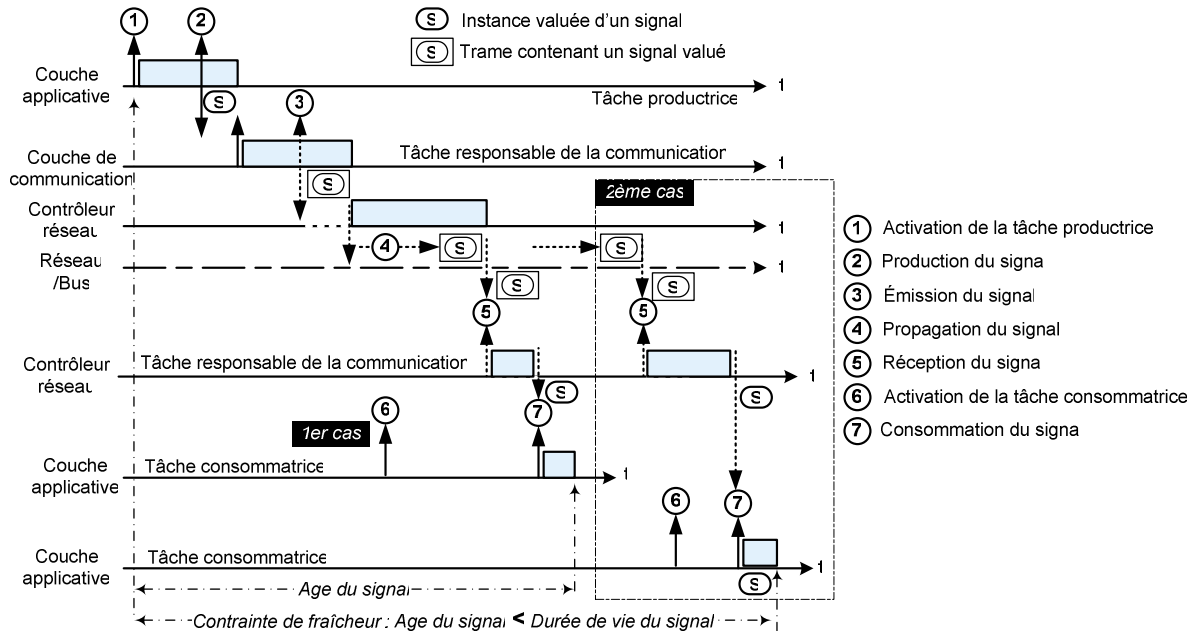 1
2
S Instance valuée d'un signal
S Trame contenant un signal valué
Couche
applicative
t
S
3
Tâche productrice
Couche de
communication
Tâche responsable de la communication
t
S
2ème cas
Contrôleur
réseau
t
4
S
S
Réseau
/Bus
t
S
S
5
5
Contrôleur
réseau
Tâche responsable de la communication
t
S
S
6
7
1er cas
Couche
applicative
Tâche consommatrice
t
6
7
Couche
applicative
Tâche consommatrice
t
S
Age du signal
Contrainte de fraîcheur : Age du signal < Durée de vie du signal
1 Activation de la tâche productrice
2 Production du signa
3 Émission du signal
4 Propagation du signal
5 Réception du signa
6 Activation de la tâche consommatrice
7 Consommation du signa